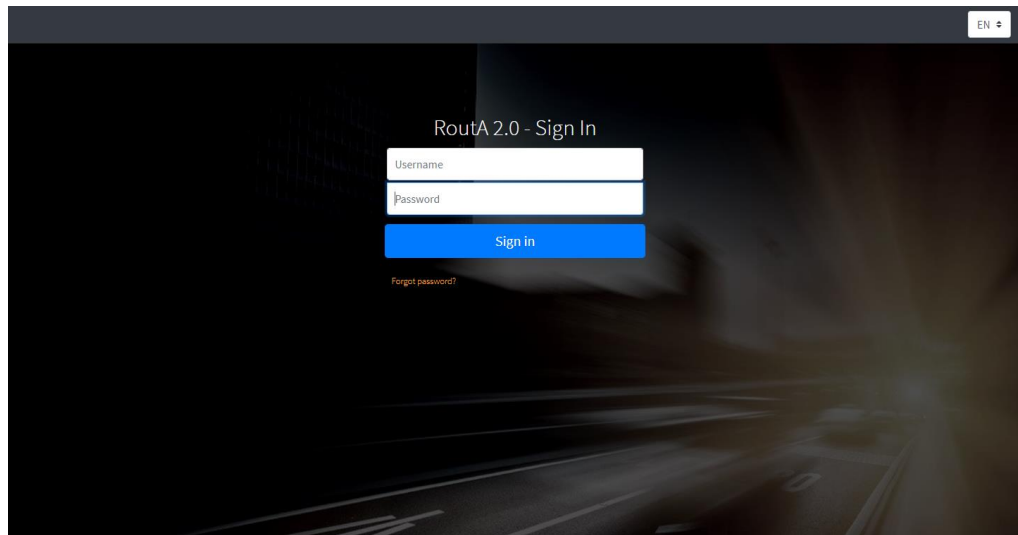 EN
RoutA 2.0 - Sign In
Username
Password
Sign in
Forgot password?